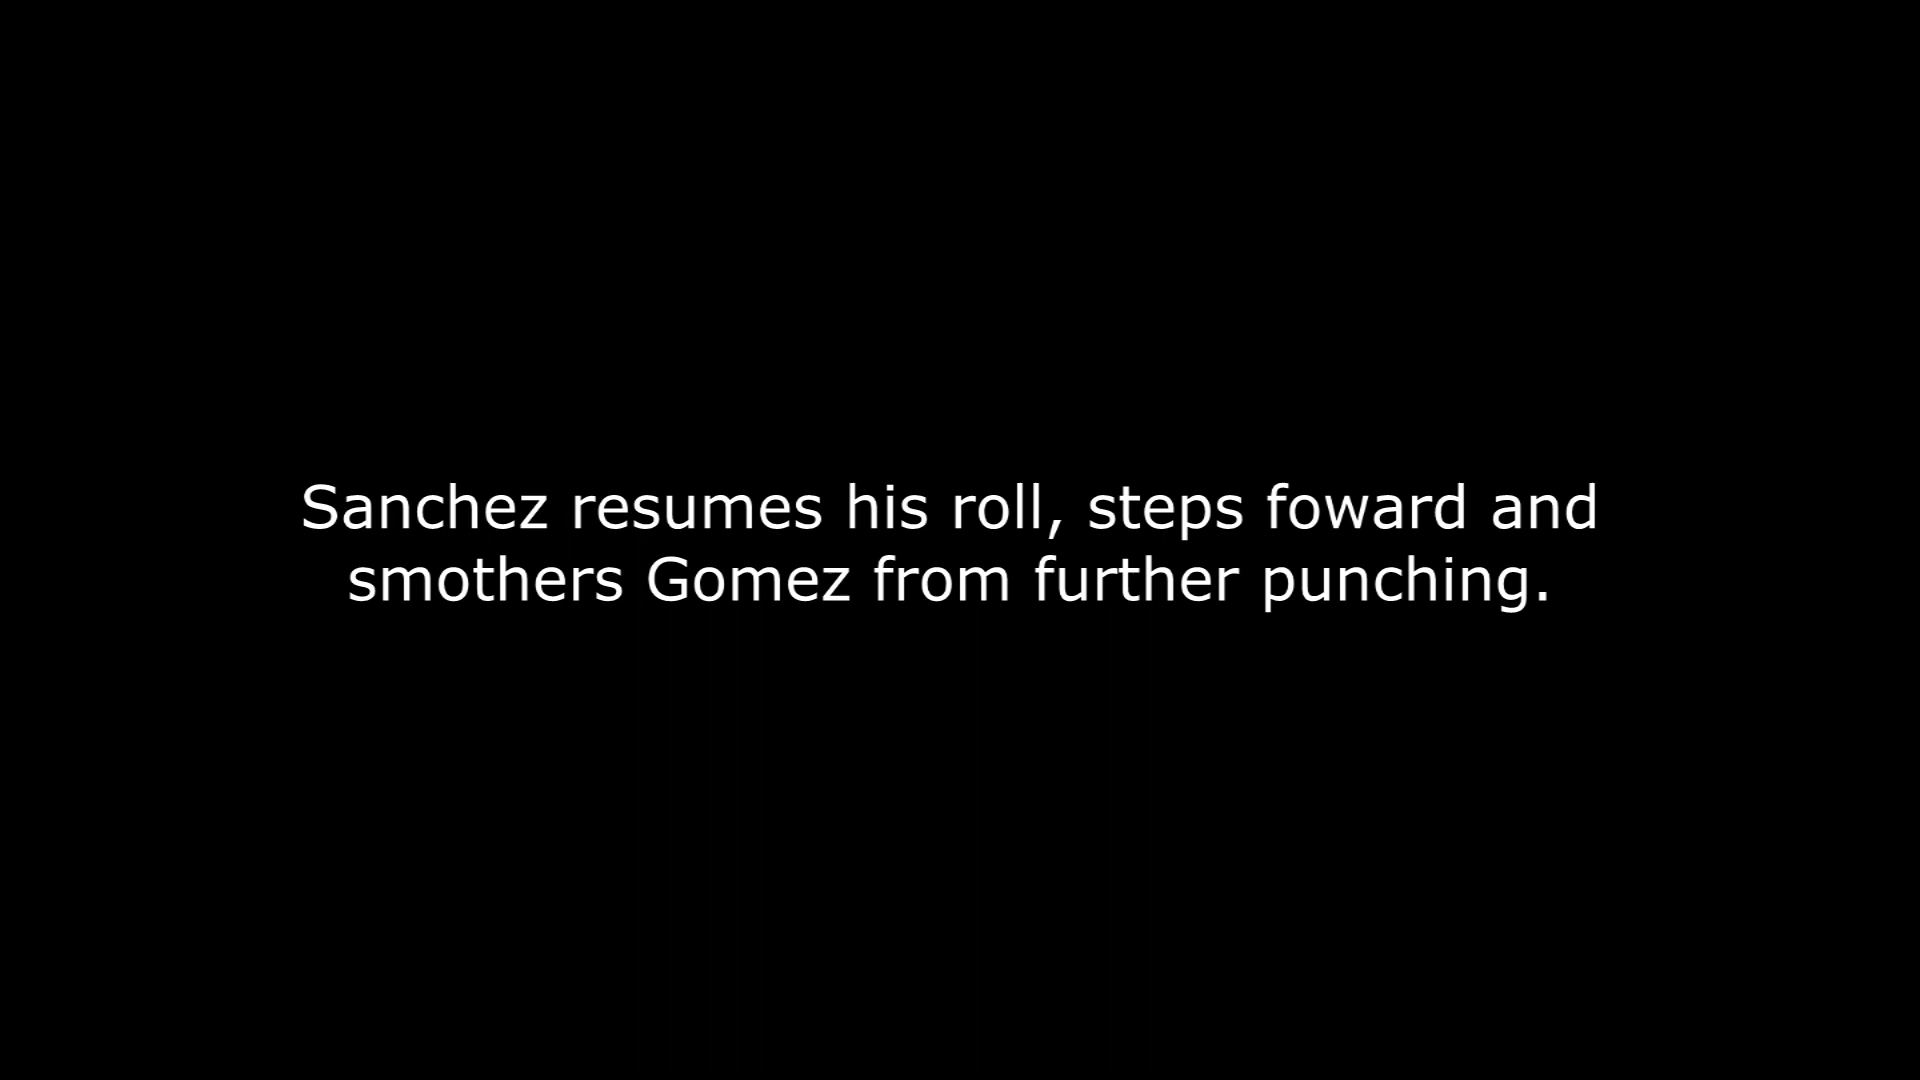 Sanchez resumes his roll, steps foward and
smothers Gomez from further punching.